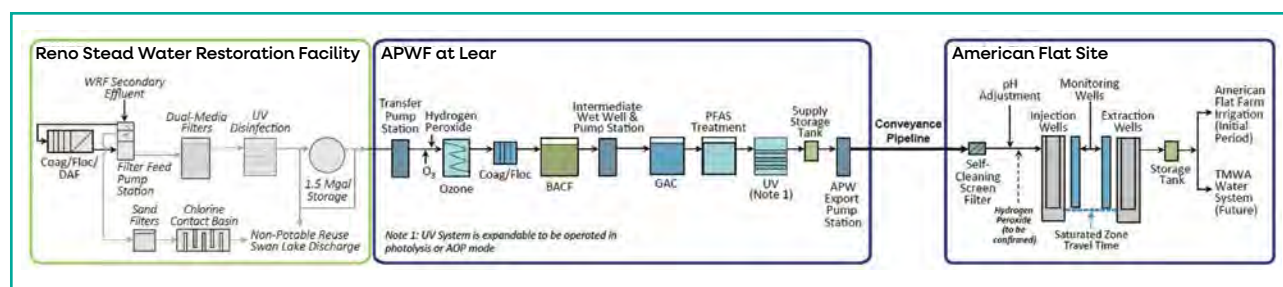 Reno Stead Water Restoration Facility
WRF Secondary
Effluent
Coag/Floc/
DAF
Filter Feed
Pump
Station
Dual-Media
Filters
UV
Disinfection
1.5 Mgal
Storage
Sand
Filters
Chlorine
Contact Basin
Non-Potable Reuse
Swan Lake Discharge
APWF at Lear
Transfer
Pump
Station
Hydrogen
Peroxide
O₃
Ozone
Coag/Floc
BACF
Intermediate
Wet Well &
Pump Station
GAC
PFAS
Treatment
UV
(Note 1)
Supply
Storage
Tank
APW
Export
Pump
Station
Note 1: UV System is expandable to be operated in
photolysis or AOP mode
Conveyance
Pipeline
American Flat Site
pH
Adjustment
Self-
Cleaning
Screen
Filter
Hydrogen
Peroxide
(to be
confirmed)
Injection
Wells
Monitoring
Wells
Extraction
Wells
Saturated Zone
Travel Time
Storage
Tank
American
Flat Farm
Irrigation
(Initial
Period)
TMWA
Water
System
(Future)